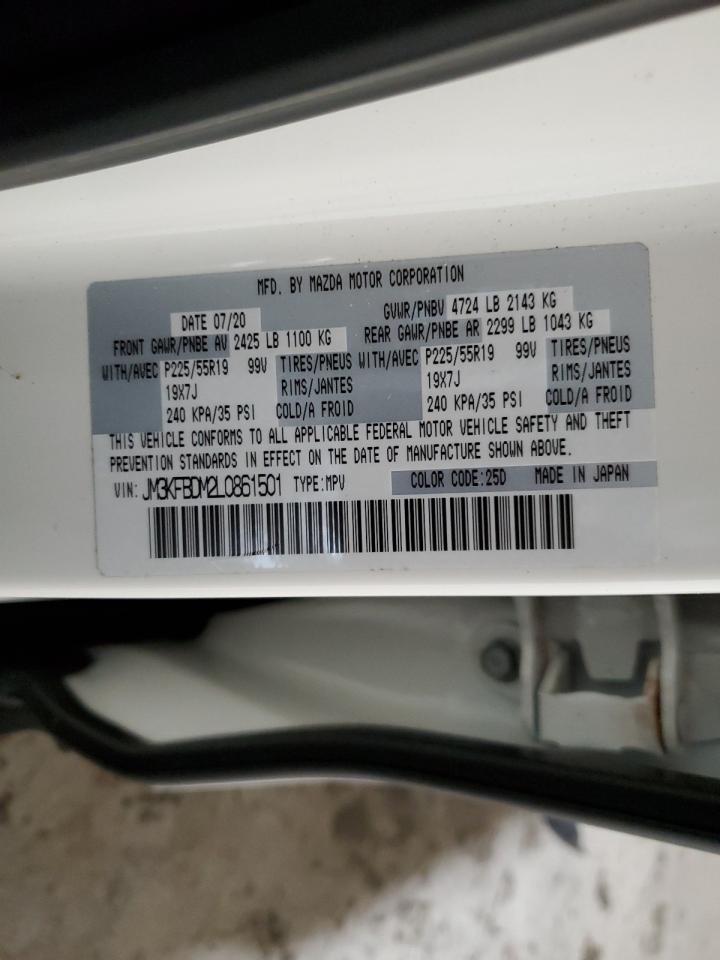 MFD. BY MAZDA MOTOR CORPORATION
DATE 07/20 GVWR/PNBV 4724 LB 2143 KG
FRONT GAWR/PNBE AV 2425 LB 1100 KG REAR GAWR/PNBE AR 2299 LB 1043 KG
WITH/AVEC P225/55R19 99V TIRES/PNEUS WITH/AVEC P225/55R19 99V TIRES/PNEUS
19X7J RIMS/JANTES 19X7J RIMS/JANTES
240 KPA/35 PSI COLD/A FROID 240 KPA/35 PSI COLD/A FROID
THIS VEHICLE CONFORMS TO ALL APPLICABLE FEDERAL MOTOR VEHICLE SAFETY AND THEFT
PREVENTION STANDARDS IN EFFECT ON THE DATE OF MANUFACTURE SHOWN ABOVE.
VIN: JM3KFBDM2L0861501 TYPE:MPV COLOR CODE:25D MADE IN JAPAN